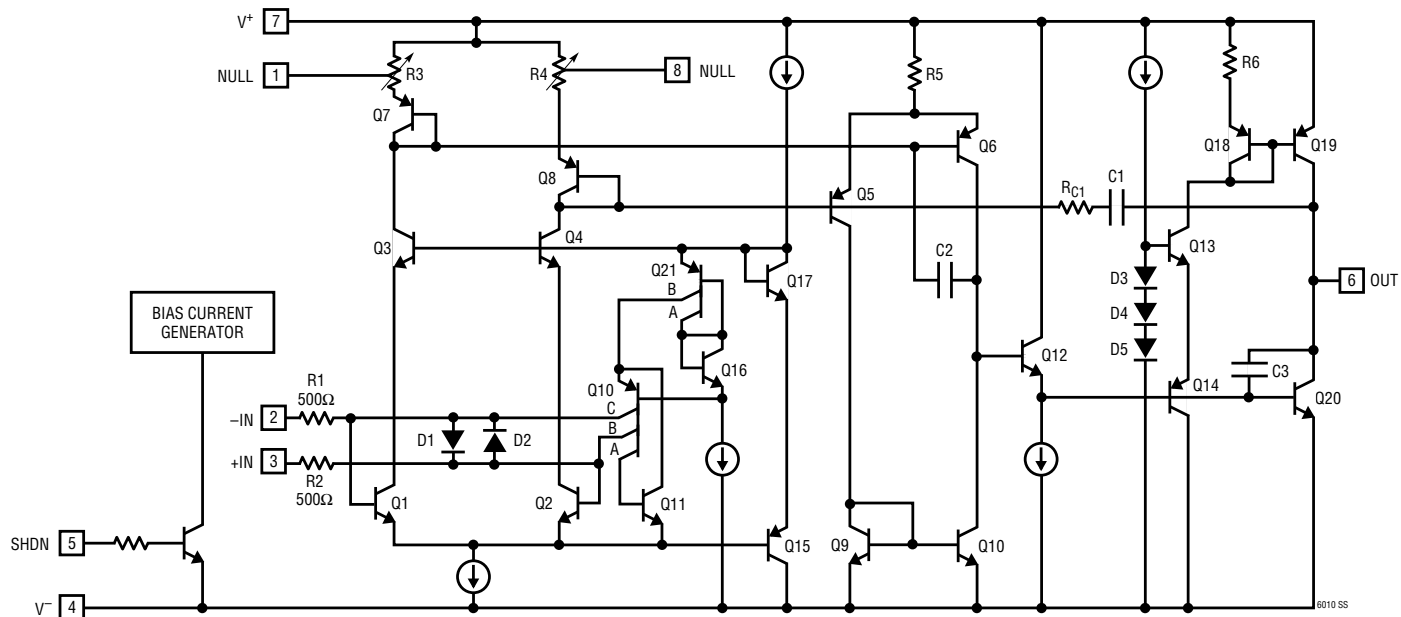 V+ 7
NULL 1
R3
R4
8 NULL
R5
R6
Q7
Q6
Q18
Q19
Q8
Q5
RC1
C1
Q3
Q4
Q21
B
A
Q17
C2
Q13
D3
D4
D5
6 OUT
BIAS CURRENT
GENERATOR
Q16
Q12
C3
Q14
Q20
R1
500Ω
Q10
C
B
A
–IN 2
D1
D2
+IN 3
R2
500Ω
Q1
Q2
Q11
SHDN 5
Q15
Q9
Q10
V– 4
6010 SS